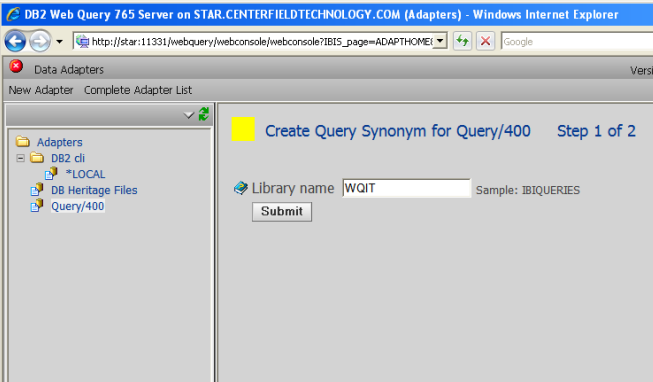 DB2 Web Query 765 Server on STAR.CENTERFIELDTECHNOLOGY.COM (Adapters) - Windows Internet Explorer
http://star:11331/webquery/webconsole/webconsole?IBIS_page=ADAPTHOME
Google
Data Adapters
Versi
New Adapter Complete Adapter List
Adapters
DB2 cli
*LOCAL
DB Heritage Files
Query/400
Create Query Synonym for Query/400 Step 1 of 2
Library name WQIT Sample: IBIQUERIES
Submit